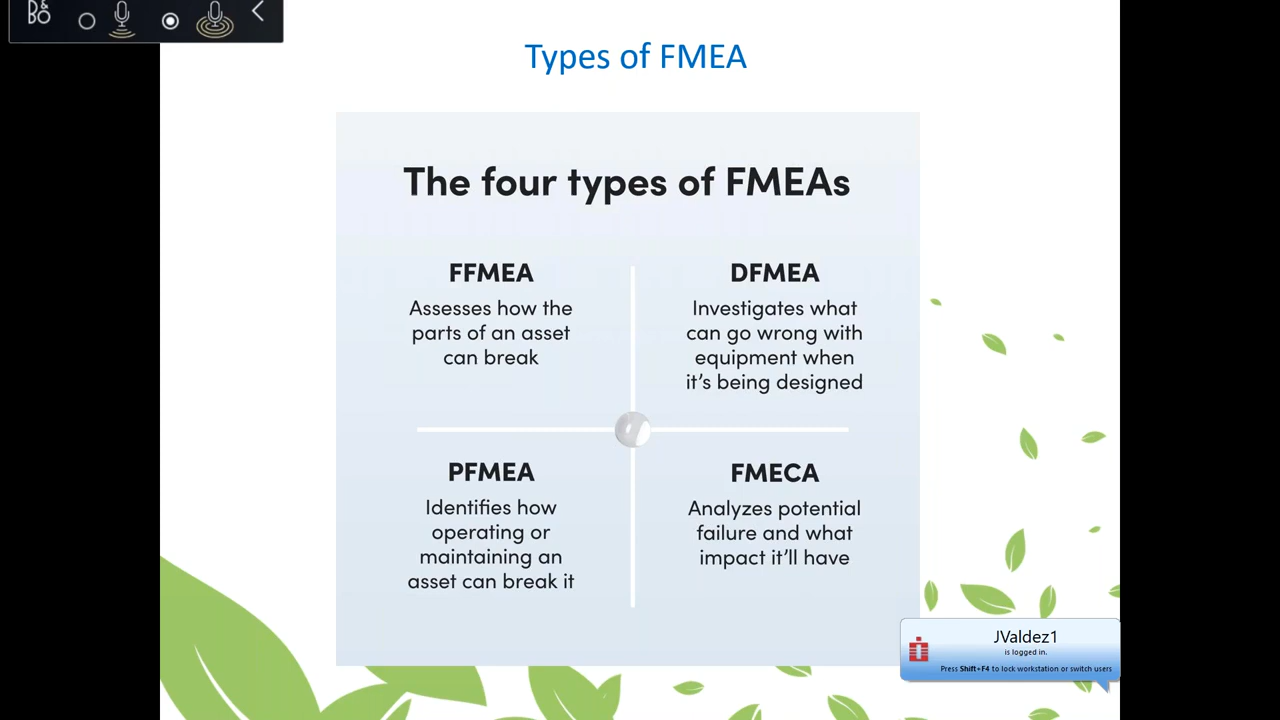 Types of FMEA
The four types of FMEAs
FFMEA
Assesses how the
parts of an asset
can break
DFMEA
Investigates what
can go wrong with
equipment when
it's being designed
PFMEA
Identifies how
operating or
maintaining an
asset can break it
FMECA
Analyzes potential
failure and what
impact it'll have
JValdez1
is logged in.
Press Shift+F4 to lock workstation or switch users